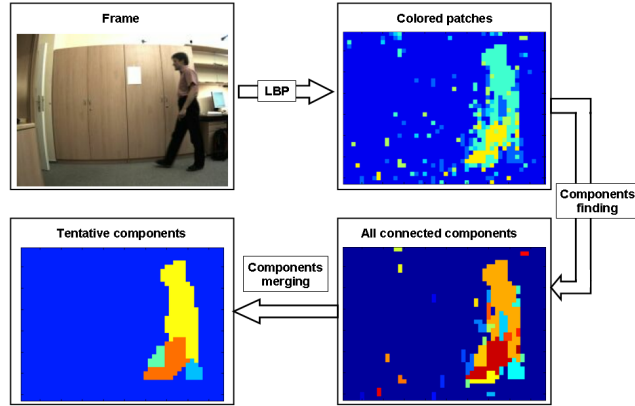 Frame
LBP
Colored patches
Components
finding
All connected components
Components
merging
Tentative components